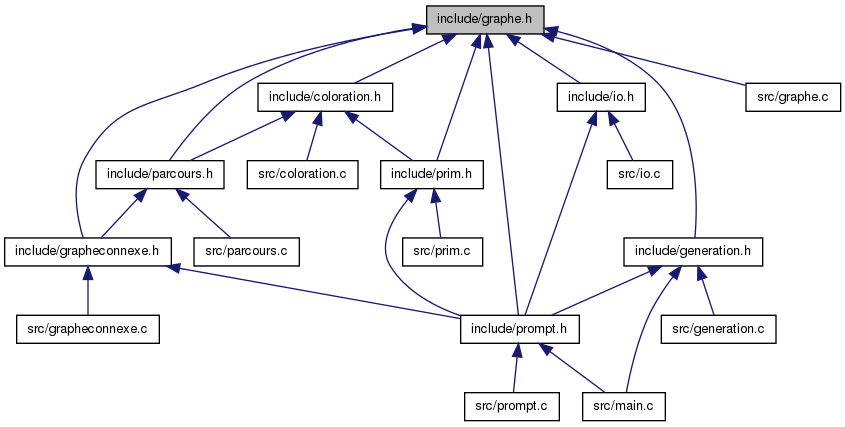 include/graphe.h
include/coloration.h
include/io.h
src/graphe.c
include/parcours.h
src/coloration.c
include/prim.h
src/io.c
include/grapheconnexe.h
src/parcours.c
src/prim.c
include/generation.h
src/grapheconnexe.c
include/prompt.h
src/generation.c
src/prompt.c
src/main.c